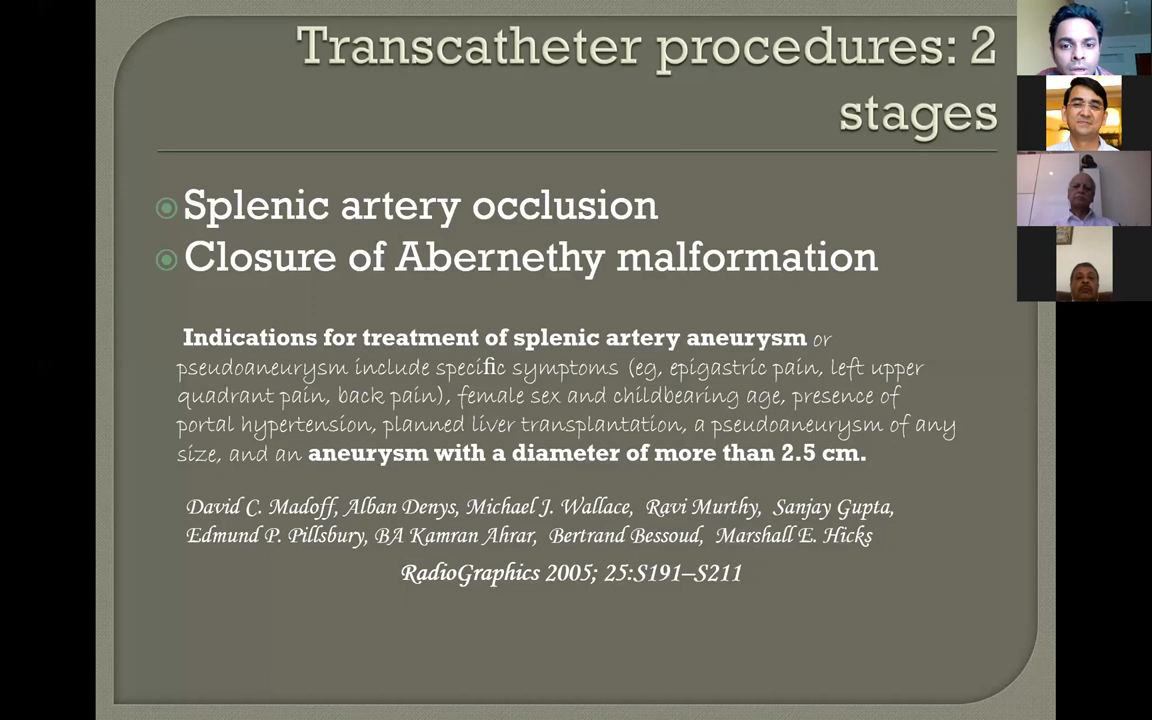 Transcatheter procedures: 2
stages
Splenic artery occlusion
Closure of Abernethy malformation
Indications for treatment of splenic artery aneurysm or
pseudoaneurysm include specific symptoms (eg, epigastric pain, left upper
quadrant pain, back pain), female sex and childbearing age, presence of
portal hypertension, planned liver transplantation, a pseudoaneurysm of any
size, and an aneurysm with a diameter of more than 2.5 cm.
David C. Madoff, Alban Denys, Michael J. Wallace, Ravi Murthy, Sanjay Gupta,
Edmund P. Pillsbury, BA Kamran Ahrar, Bertrand Bessoud, Marshall E. Hicks
RadioGraphics 2005; 25:S191–S211